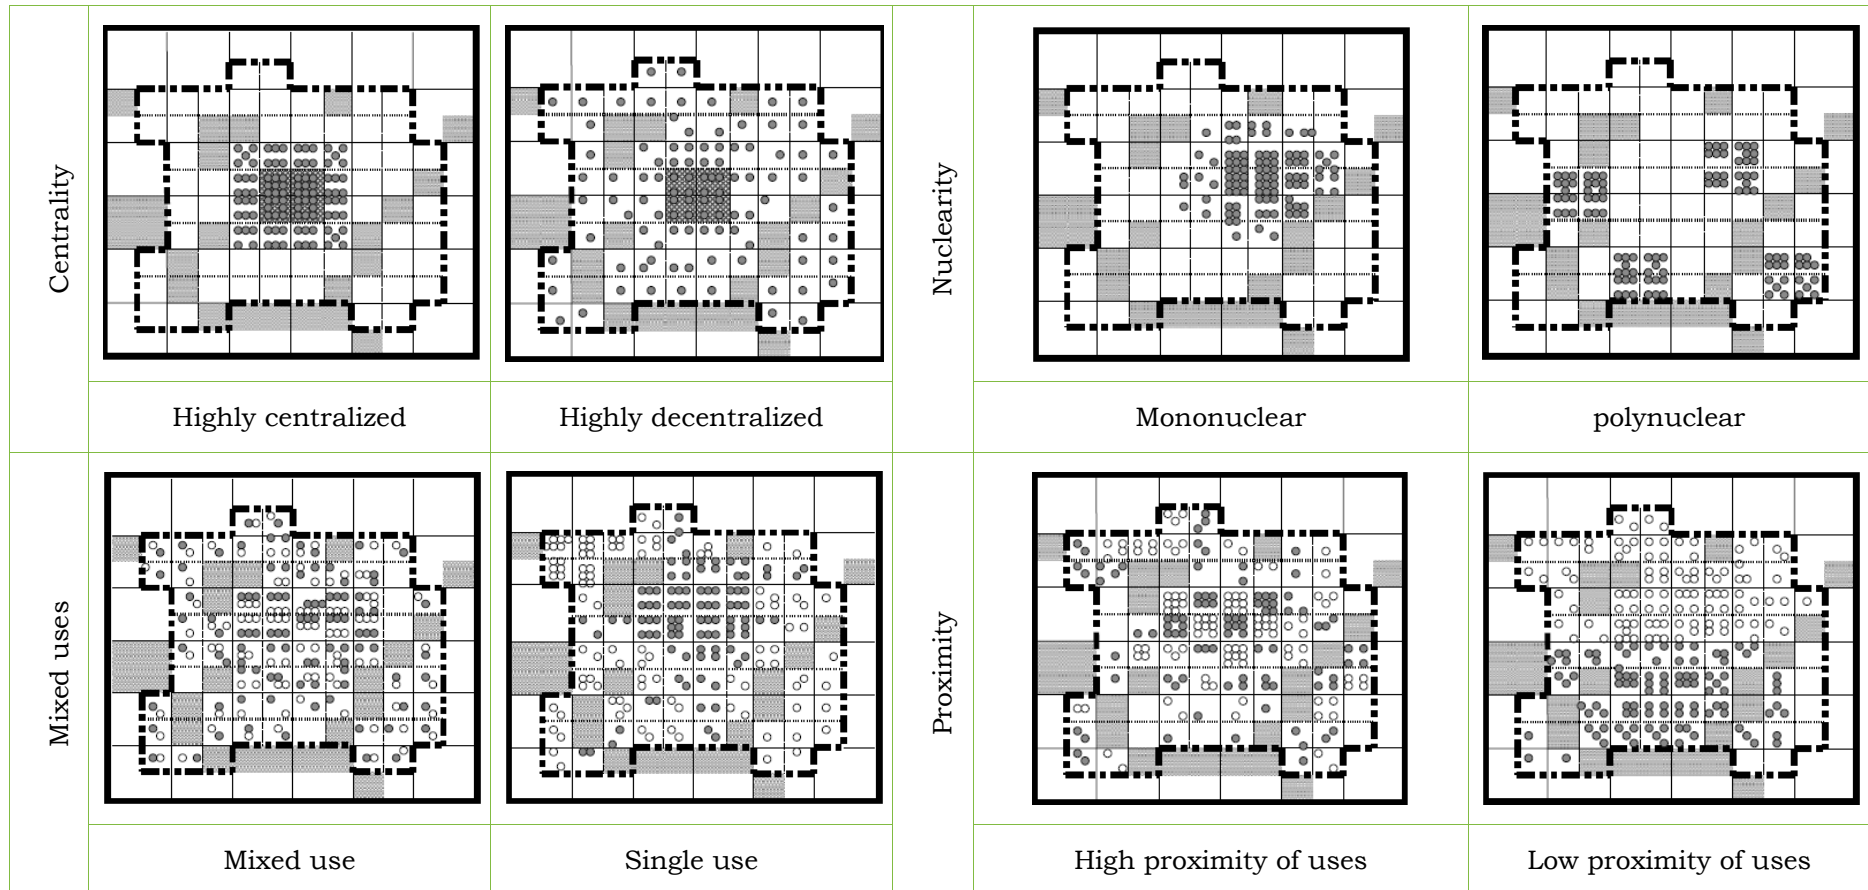 Centrality
Highly centralized
Highly decentralized
Nuclearity
Mononuclear
polynuclear
Mixed uses
Mixed use
Single use
Proximity
High proximity of uses
Low proximity of uses